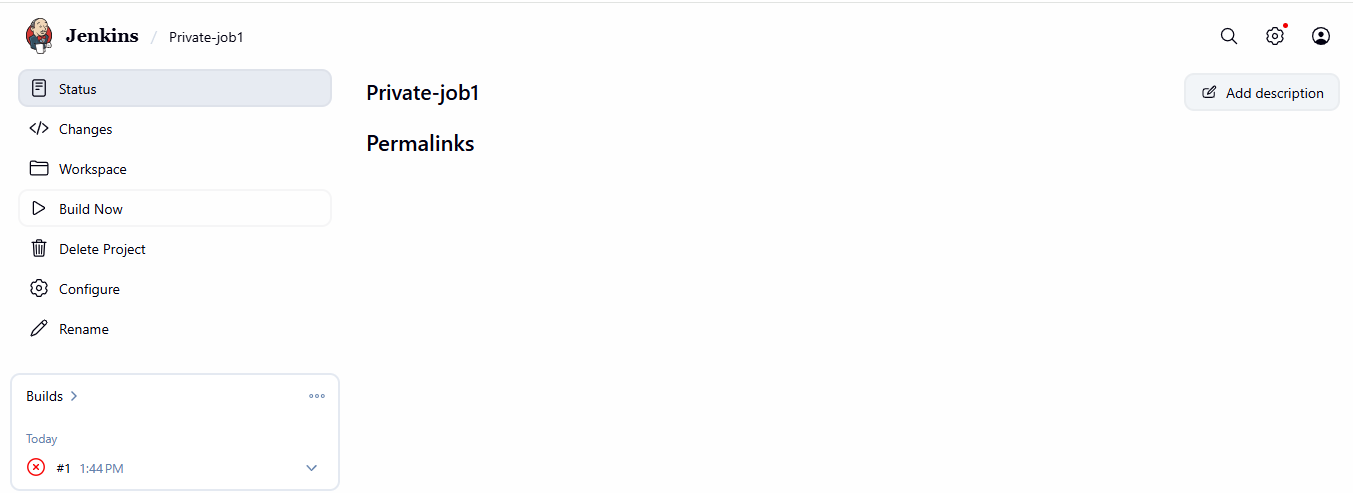 Jenkins / Private-job1
Status
Changes
Workspace
Build Now
Delete Project
Configure
Rename
Builds
Today
#1 1:44 PM
Private-job1
Add description
Permalinks